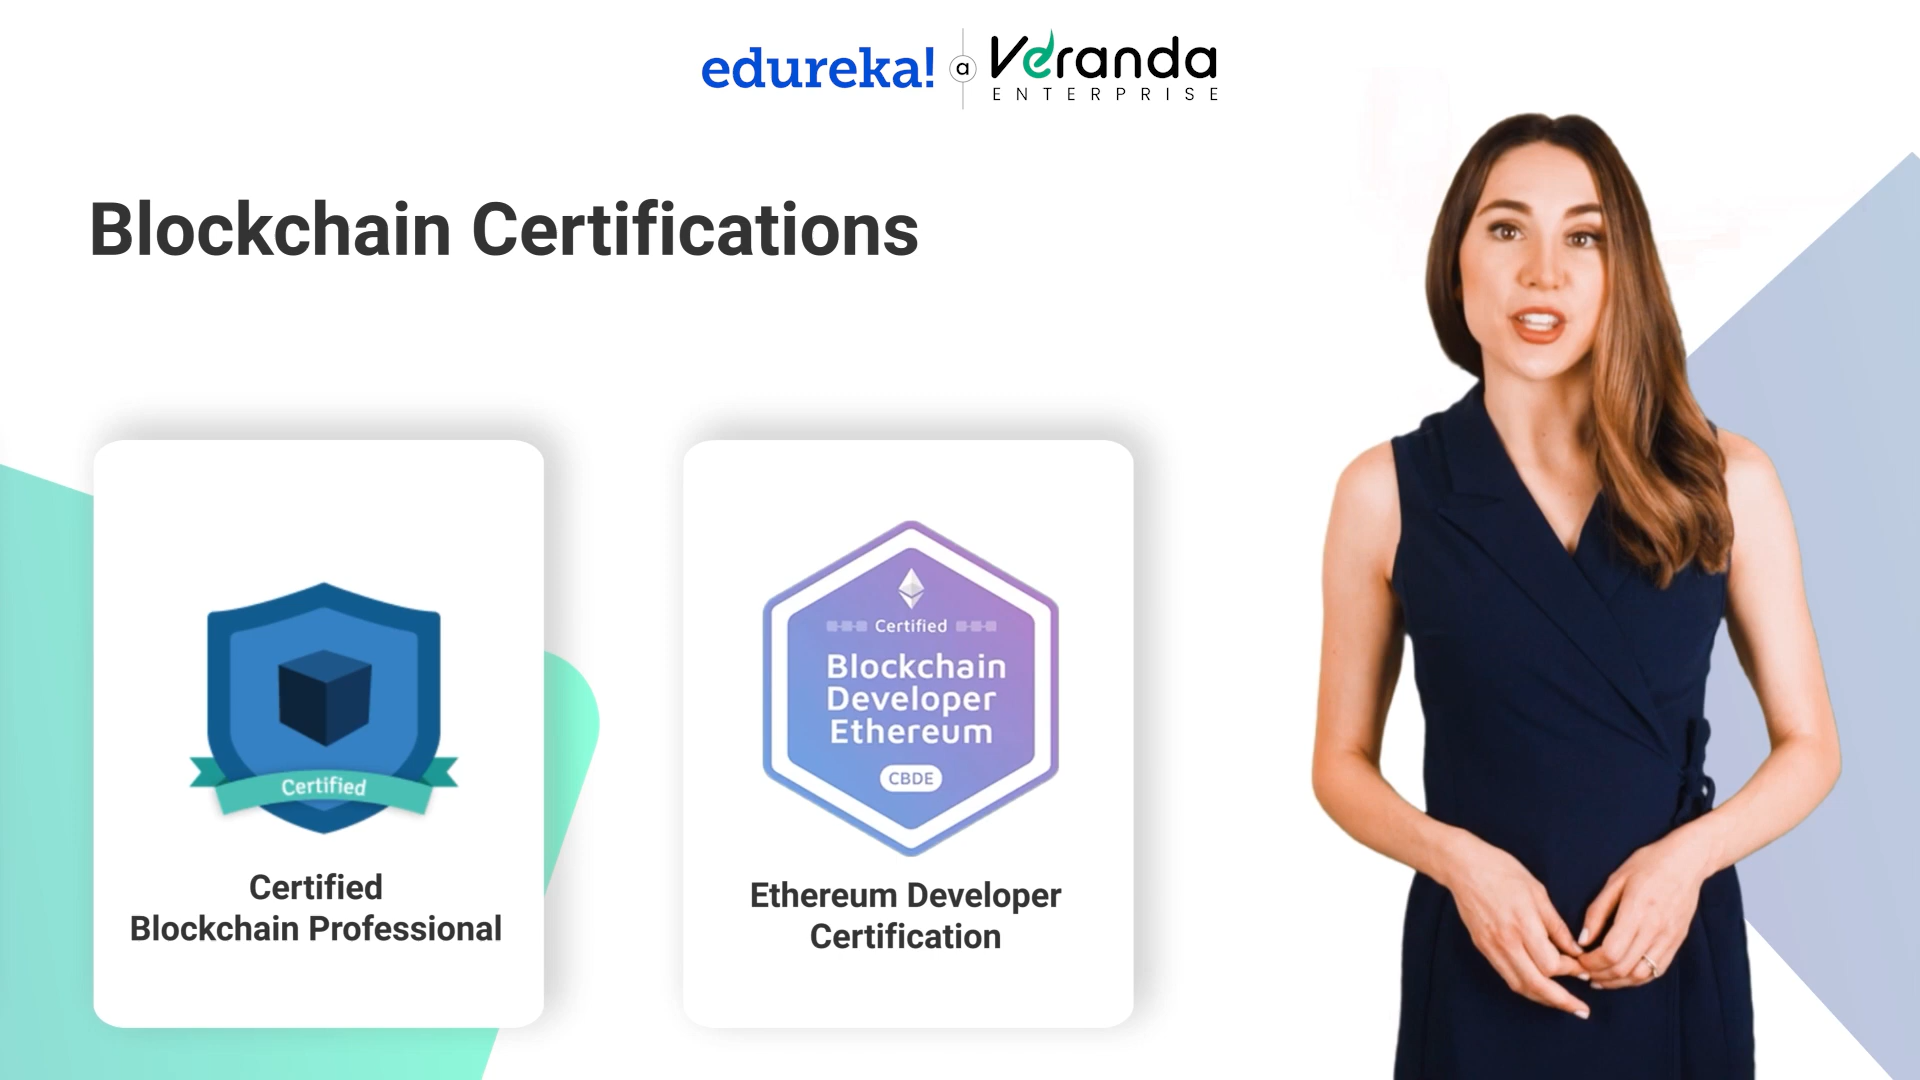 edureka! a Veranda
ENTERPRISE
Blockchain Certifications
Certified
Certified
Blockchain Professional
Certified
Blockchain
Developer
Ethereum
CBDE
Ethereum Developer
Certification